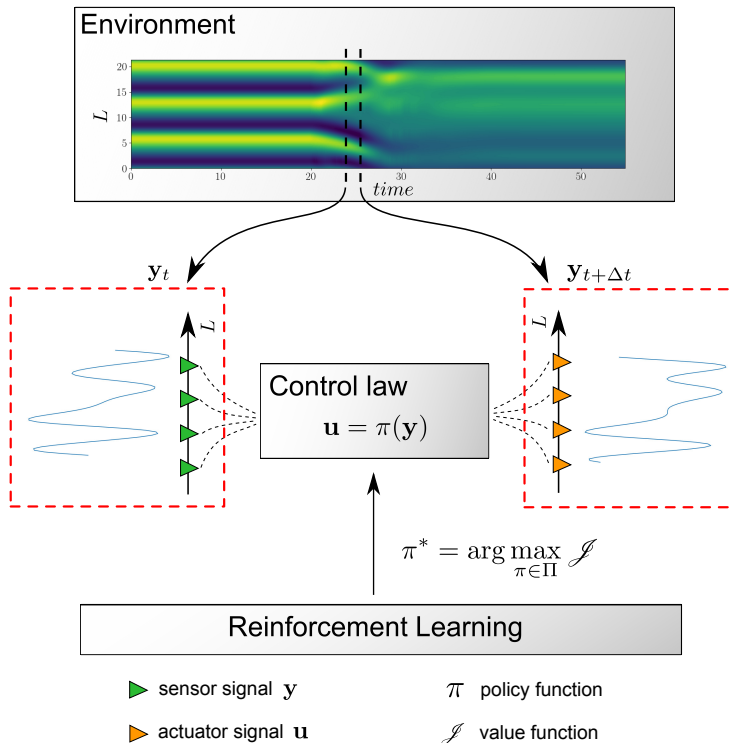 Environment
20
15
10
5
0
L
0 10 20 30 40 50
time
y_t
y_{t+Δt}
L
L
Control law
u = π(y)
π* = arg max 𝒥
π∈Π
Reinforcement Learning
sensor signal y
π policy function
actuator signal u
𝒥 value function